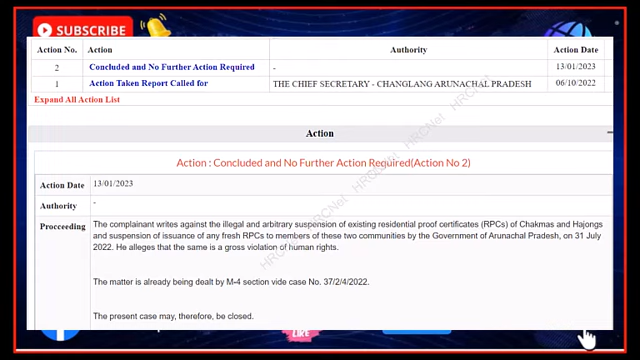 SUBSCRIBE
Action No. Action Authority Action Date
2 Concluded and No Further Action Required - 13/01/2023
1 Action Taken Report Called for THE CHIEF SECRETARY - CHANGLANG ARUNACHAL PRADESH 06/10/2022
Expand All Action List
Action
Action : Concluded and No Further Action Required(Action No 2)
Action Date 13/01/2023
Authority -
Proceeding The complainant writes against the illegal and arbitrary suspension of existing residential proof certificates (RPCs) of Chakmas and Hajongs
and suspension of issuance of any fresh RPCs to members of these two communities by the Government of Arunachal Pradesh, on 31 July
2022. He alleges that the same is a gross violation of human rights.
The matter is already being dealt by M-4 section vide case No. 37/2/4/2022.
The present case may, therefore, be closed.
HRCNet HRCNet HRCNet HRCNet HRCNet
LIKE